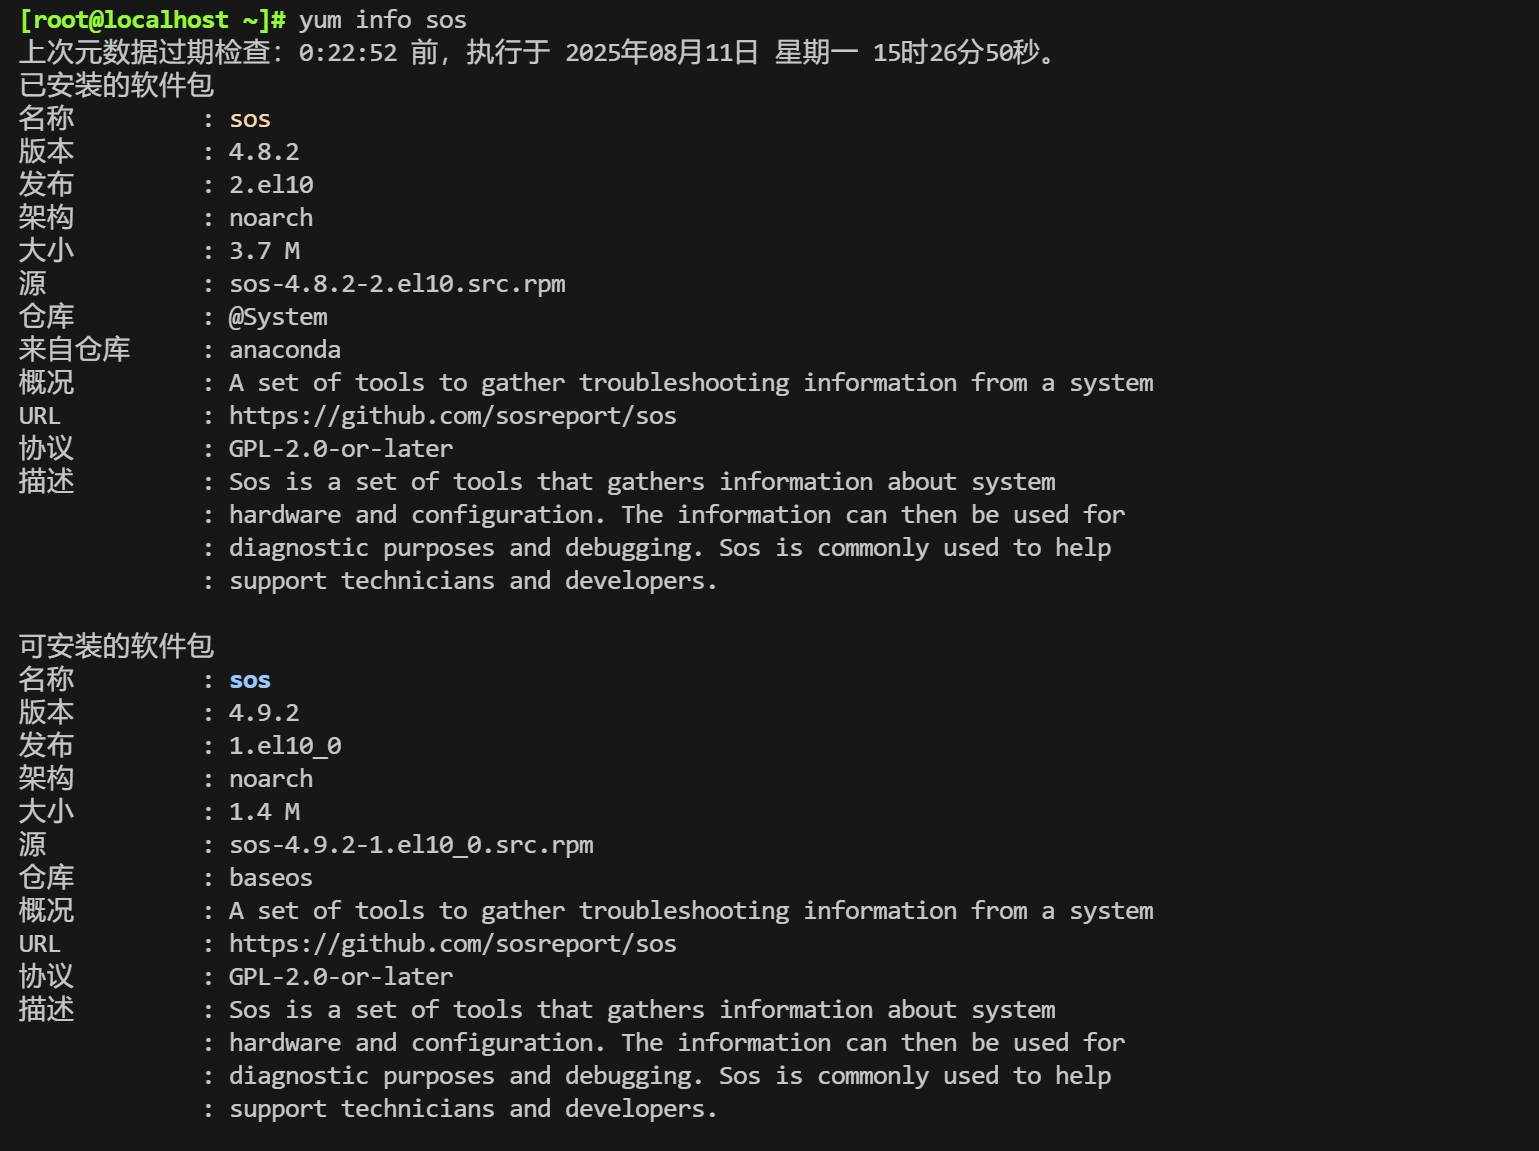 [root@localhost ~]# yum info sos
上次元数据过期检查：0:22:52 前，执行于 2025年08月11日 星期一 15时26分50秒。
已安装的软件包
名称         : sos
版本         : 4.8.2
发布         : 2.el10
架构         : noarch
大小         : 3.7 M
源           : sos-4.8.2-2.el10.src.rpm
仓库         : @System
来自仓库     : anaconda
概况         : A set of tools to gather troubleshooting information from a system
URL          : https://github.com/sosreport/sos
协议         : GPL-2.0-or-later
描述         : Sos is a set of tools that gathers information about system
             : hardware and configuration. The information can then be used for
             : diagnostic purposes and debugging. Sos is commonly used to help
             : support technicians and developers.

可安装的软件包
名称         : sos
版本         : 4.9.2
发布         : 1.el10_0
架构         : noarch
大小         : 1.4 M
源           : sos-4.9.2-1.el10_0.src.rpm
仓库         : baseos
概况         : A set of tools to gather troubleshooting information from a system
URL          : https://github.com/sosreport/sos
协议         : GPL-2.0-or-later
描述         : Sos is a set of tools that gathers information about system
             : hardware and configuration. The information can then be used for
             : diagnostic purposes and debugging. Sos is commonly used to help
             : support technicians and developers.